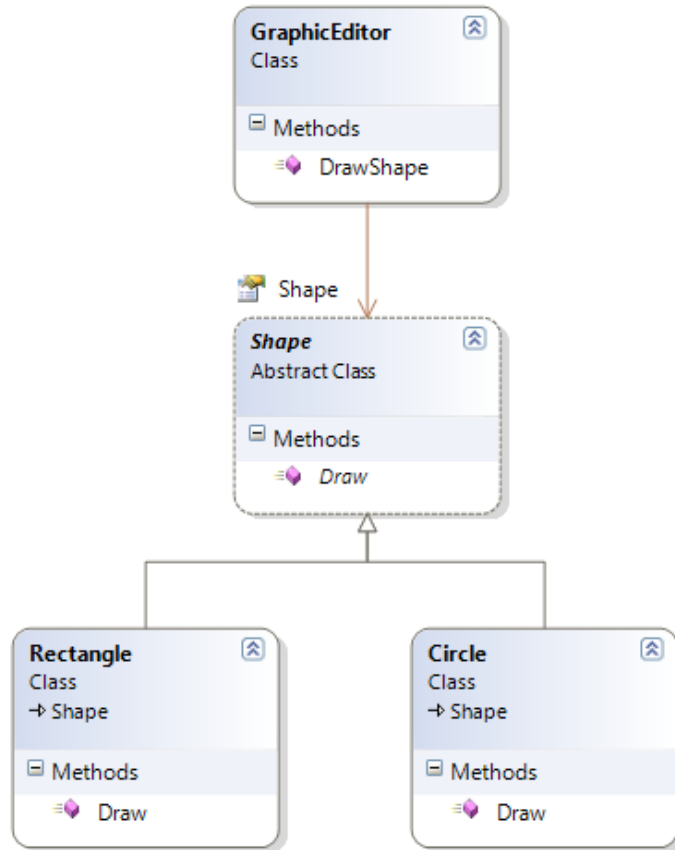 GraphicEditor
Class
Methods
DrawShape
Shape
Shape
Abstract Class
Methods
Draw
Rectangle
Class
Shape
Methods
Draw
Circle
Class
Shape
Methods
Draw